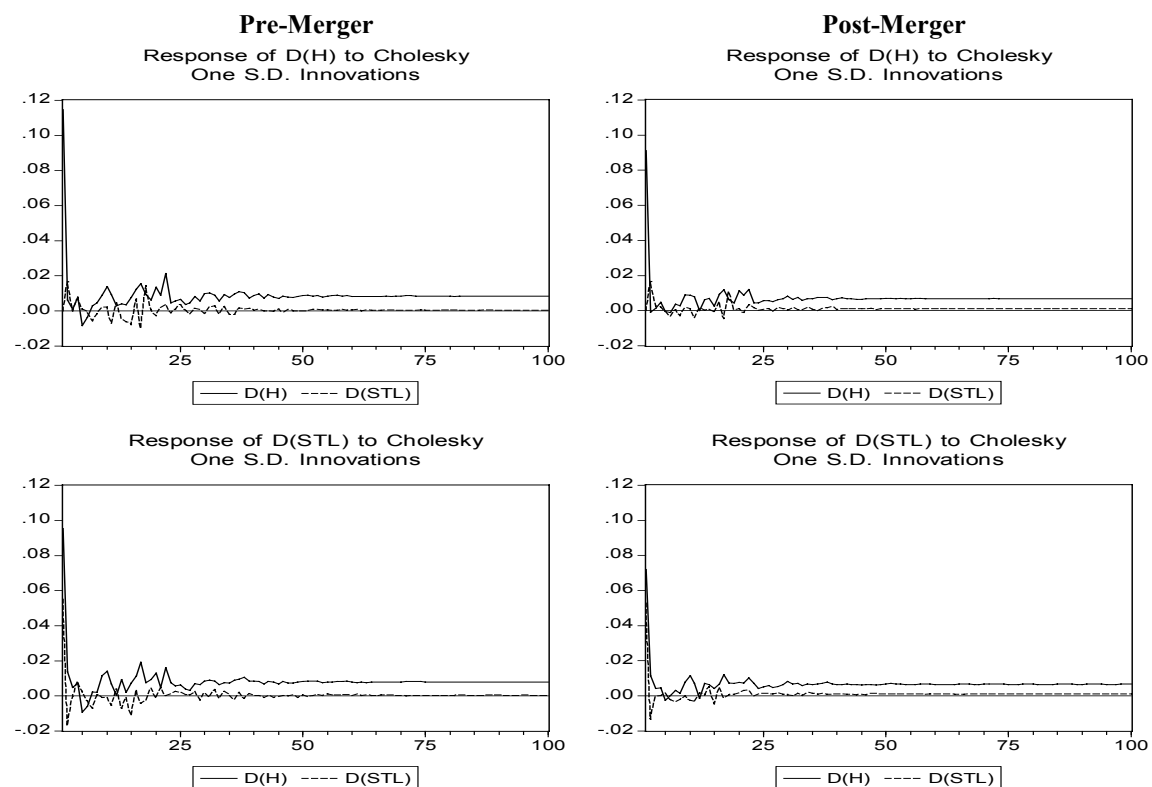 Pre-Merger
Response of D(H) to Cholesky
One S.D. Innovations
.12
.10
.08
.06
.04
.02
.00
-.02
25 50 75 100
D(H) D(STL)
Post-Merger
Response of D(H) to Cholesky
One S.D. Innovations
.12
.10
.08
.06
.04
.02
.00
-.02
25 50 75 100
D(H) D(STL)
Response of D(STL) to Cholesky
One S.D. Innovations
.12
.10
.08
.06
.04
.02
.00
-.02
25 50 75 100
D(H) D(STL)
Response of D(STL) to Cholesky
One S.D. Innovations
.12
.10
.08
.06
.04
.02
.00
-.02
25 50 75 100
D(H) D(STL)